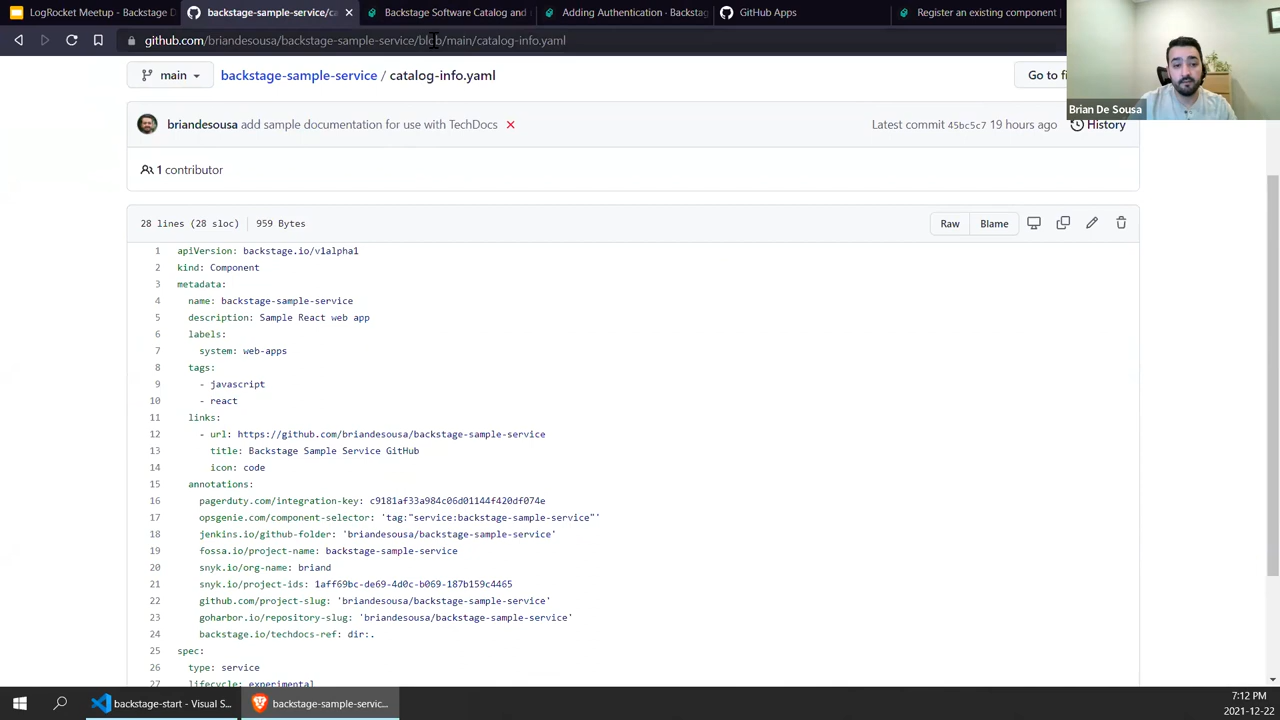 LogRocket Meetup - Backstage D
backstage-sample-service/ca
Backstage Software Catalog and
Adding Authentication · Backstag
GitHub Apps
Register an existing component
github.com/briandesousa/backstage-sample-service/blob/main/catalog-info.yaml
main
backstage-sample-service / catalog-info.yaml
Go to fi
Brian De Sousa
briandesousa add sample documentation for use with TechDocs
Latest commit 45bc5c7 19 hours ago
History
1 contributor
28 lines (28 sloc)
959 Bytes
Raw
Blame
1 apiVersion: backstage.io/v1alpha1
2 kind: Component
3 metadata:
4 name: backstage-sample-service
5 description: Sample React web app
6 labels:
7 system: web-apps
8 tags:
9 - javascript
10 - react
11 links:
12 - url: https://github.com/briandesousa/backstage-sample-service
13 title: Backstage Sample Service GitHub
14 icon: code
15 annotations:
16 pagerduty.com/integration-key: c9181af33a984c06d01144f420df074e
17 opsgenie.com/component-selector: 'tag:"service:backstage-sample-service"'
18 jenkins.io/github-folder: 'briandesousa/backstage-sample-service'
19 fossa.io/project-name: backstage-sample-service
20 snyk.io/org-name: briand
21 snyk.io/project-ids: 1aff69bc-de69-4d0c-b069-187b159c4465
22 github.com/project-slug: 'briandesousa/backstage-sample-service'
23 goharbor.io/repository-slug: 'briandesousa/backstage-sample-service'
24 backstage.io/techdocs-ref: dir:.
25 spec:
26 type: service
27 lifecycle: experimental
backstage-start - Visual S...
backstage-sample-servic...
7:12 PM
2021-12-22